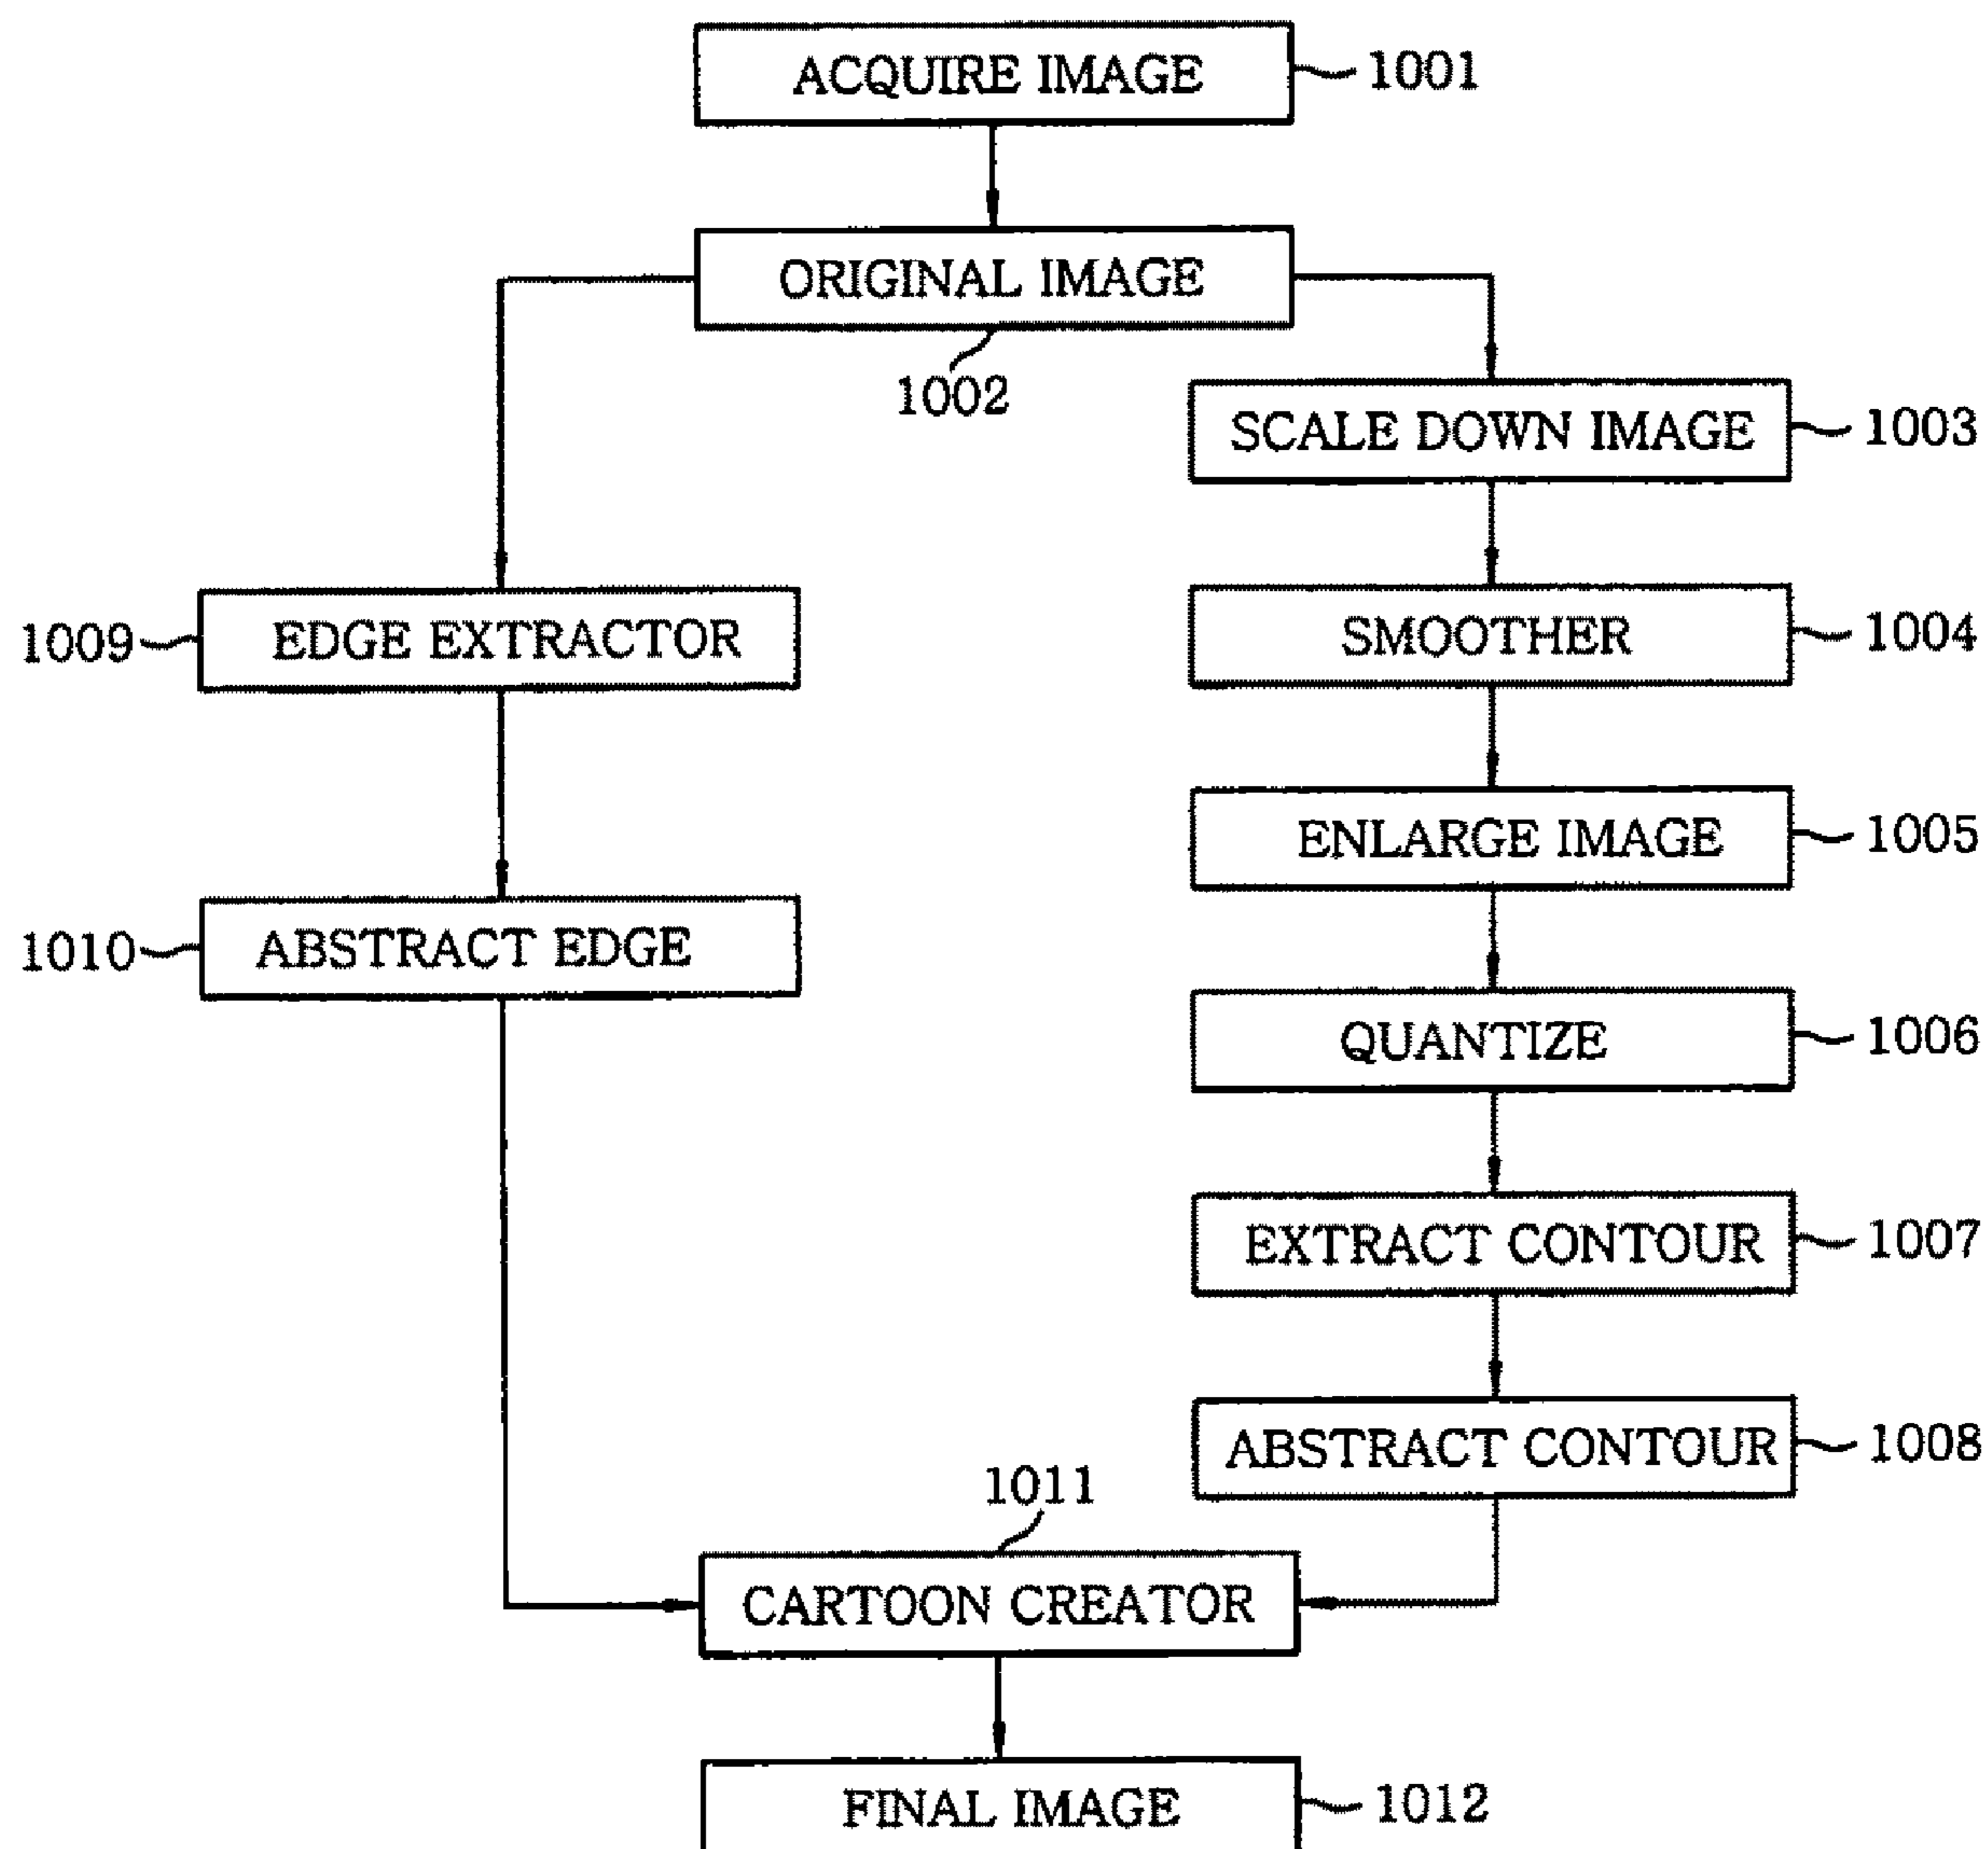 ACQUIRE IMAGE
1001
ORIGINAL IMAGE
1002
SCALE DOWN IMAGE
1003
1009
EDGE EXTRACTOR
SMOOTHER
1004
ENLARGE IMAGE
1005
1010
ABSTRACT EDGE
QUANTIZE
1006
EXTRACT CONTOUR
1007
ABSTRACT CONTOUR
1008
1011
CARTOON CREATOR
FINAL IMAGE
1012